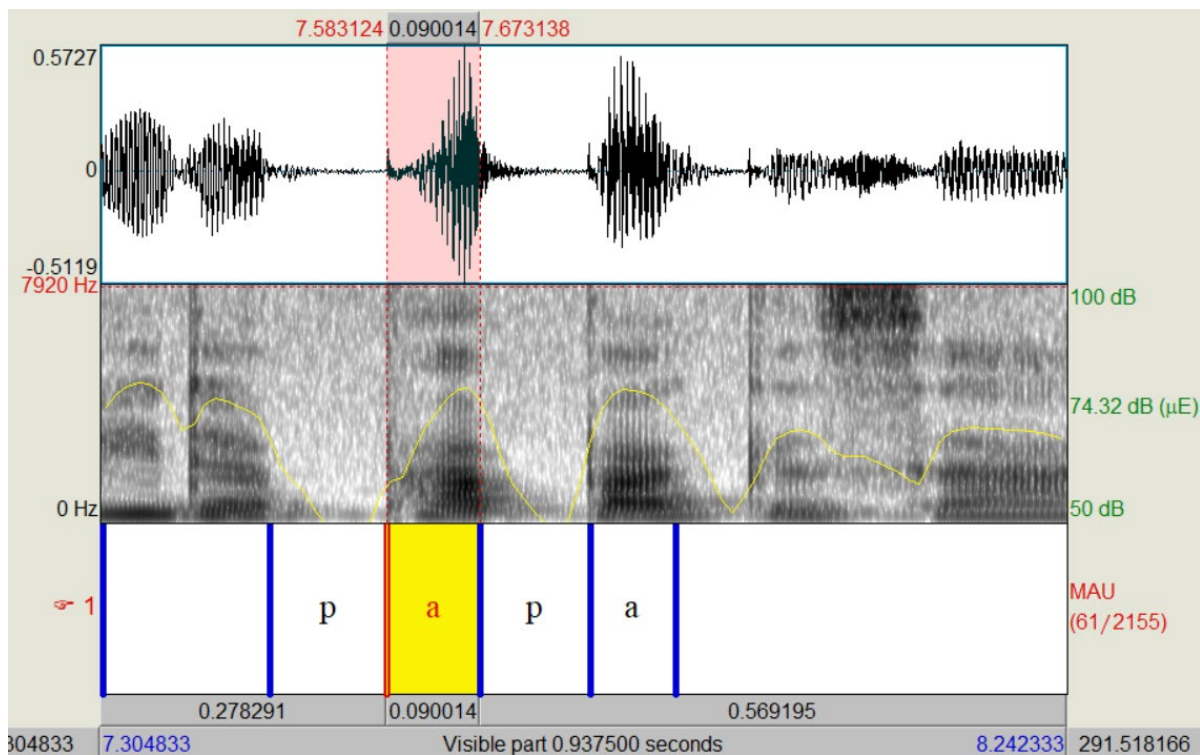 7.583124 0.090014 7.673138
0.5727
0
-0.5119
7920 Hz
100 dB
74.32 dB (µE)
0 Hz
50 dB
p a p a
☞ 1
MAU
(61/2155)
0.278291 0.090014 0.569195
304833 7.304833 Visible part 0.937500 seconds 8.242333 291.518166